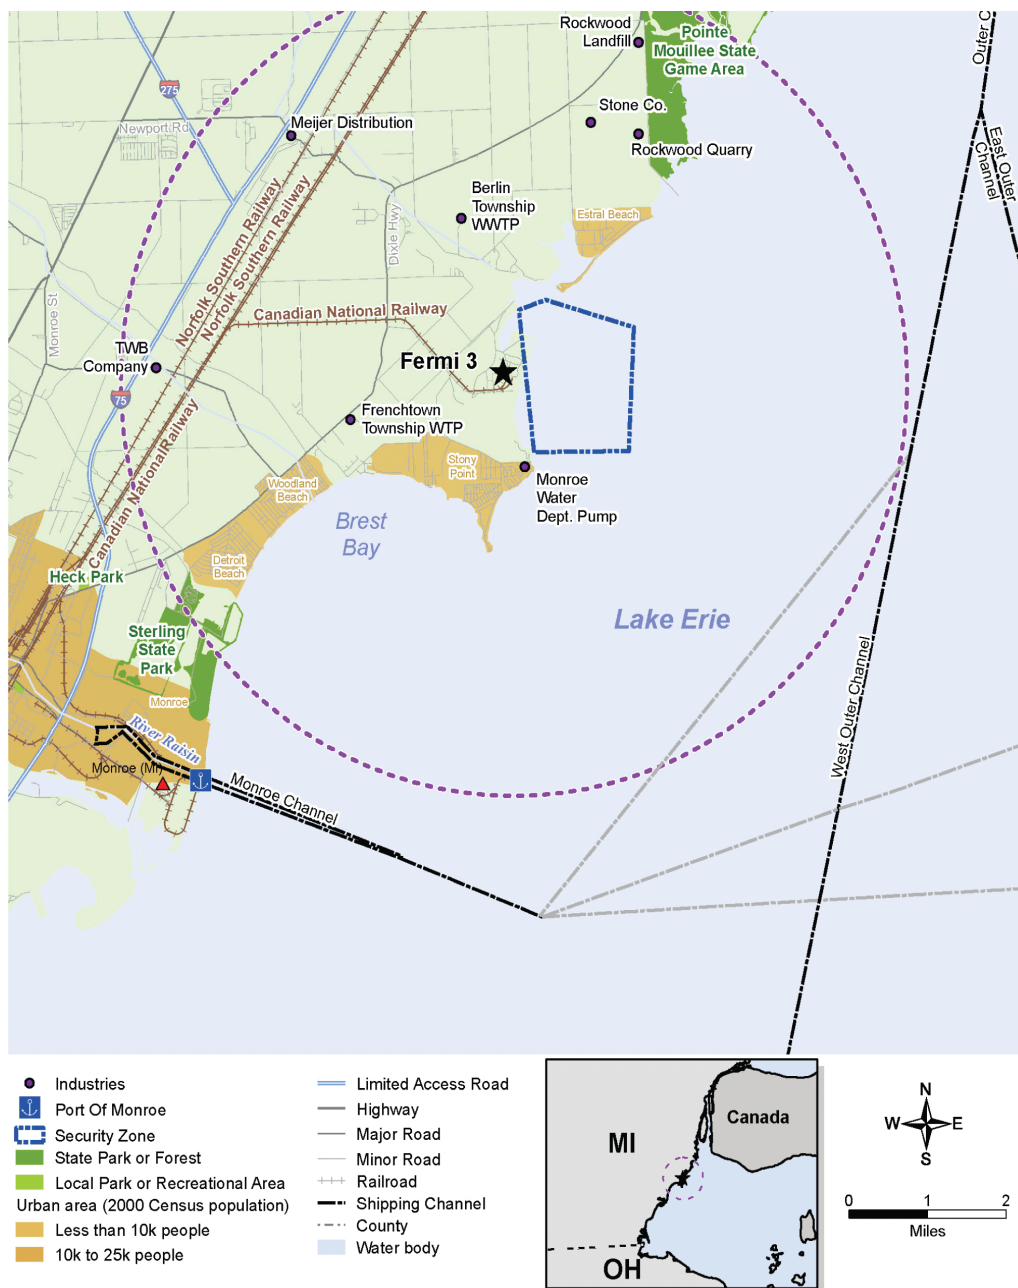 Rockwood
Landfill
Pointe
Mouillee State
Game Area
Outer C
275
Newport Rd
Meijer Distribution
Stone Co.
Rockwood Quarry
East Outer
Channel
Berlin
Township
WWTP
Estral Beach
Dixie Hwy
Norfolk Southern Railway
Norfolk Southern Railway
Monroe St
Canadian National Railway
TWB
Company
Fermi 3
75
Frenchtown
Township WTP
Canadian NationalRailway
Stony
Point
Woodland
Beach
Monroe
Water
Dept. Pump
Brest
Bay
Detroit
Beach
Heck Park
Lake Erie
Sterling
State
Park
Monroe
River Raisin
West Outer Channel
Monroe (MI)
Monroe Channel
Industries
Port Of Monroe
Security Zone
State Park or Forest
Local Park or Recreational Area
Urban area (2000 Census population)
Less than 10k people
10k to 25k people
Limited Access Road
Highway
Major Road
Minor Road
Railroad
Shipping Channel
County
Water body
Canada
MI
OH
N
W
E
S
0 1 2
Miles